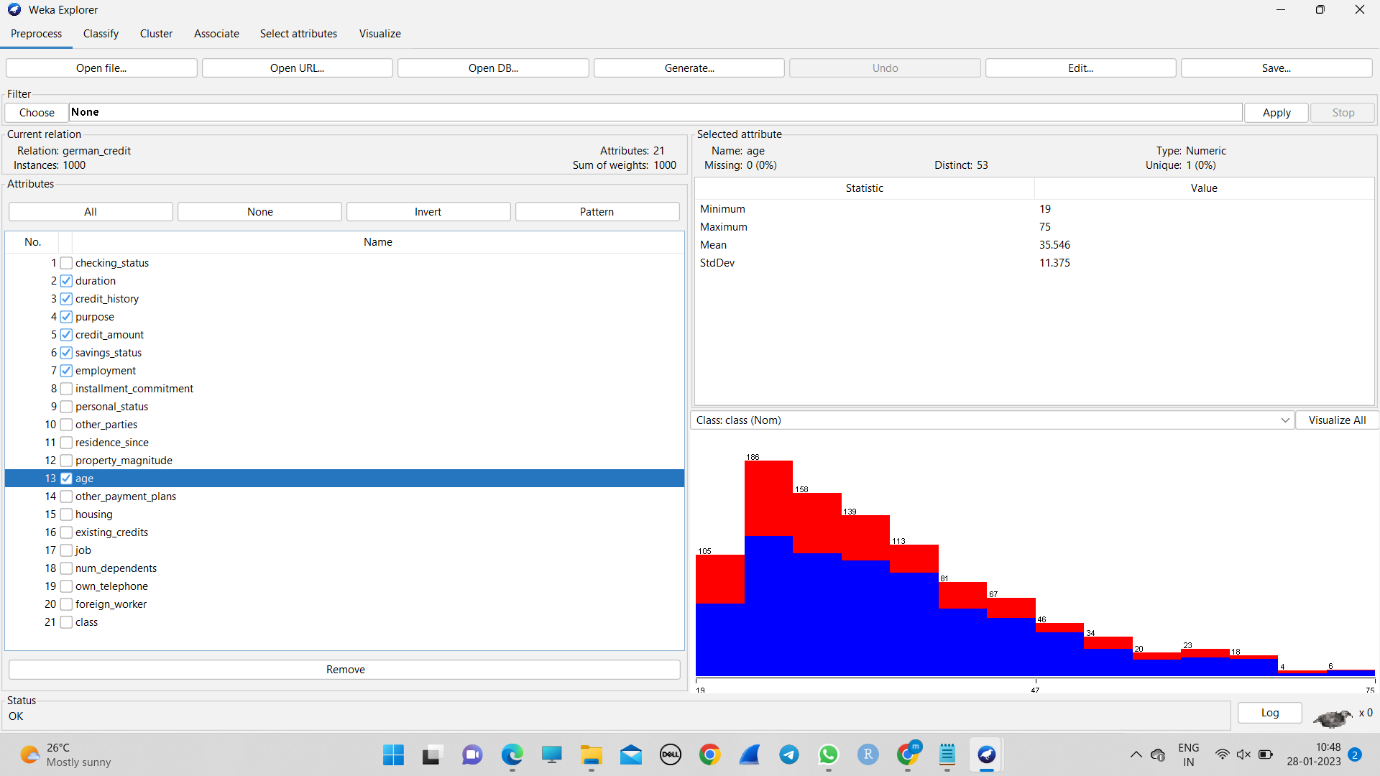 Weka Explorer
Preprocess Classify Cluster Associate Select attributes Visualize
Open file... Open URL... Open DB... Generate... Undo Edit... Save...
Filter
Choose None Apply Stop
Current relation
Relation: german_credit Attributes: 21
Instances: 1000 Sum of weights: 1000
Attributes
All None Invert Pattern
No. Name
1 checking_status
2 duration
3 credit_history
4 purpose
5 credit_amount
6 savings_status
7 employment
8 installment_commitment
9 personal_status
10 other_parties
11 residence_since
12 property_magnitude
13 age
14 other_payment_plans
15 housing
16 existing_credits
17 job
18 num_dependents
19 own_telephone
20 foreign_worker
21 class
Remove
Selected attribute
Name: age Type: Numeric
Missing: 0 (0%) Distinct: 53 Unique: 1 (0%)
Statistic Value
Minimum 19
Maximum 75
Mean 35.546
StdDev 11.375
Class: class (Nom) Visualize All
105 186 158 139 113 81 67 46 34 20 23 18 4 6
19 47 75
Status
OK
Log x 0
26°C
Mostly sunny
DELL
R
m
ENG
IN
10:48
28-01-2023
2